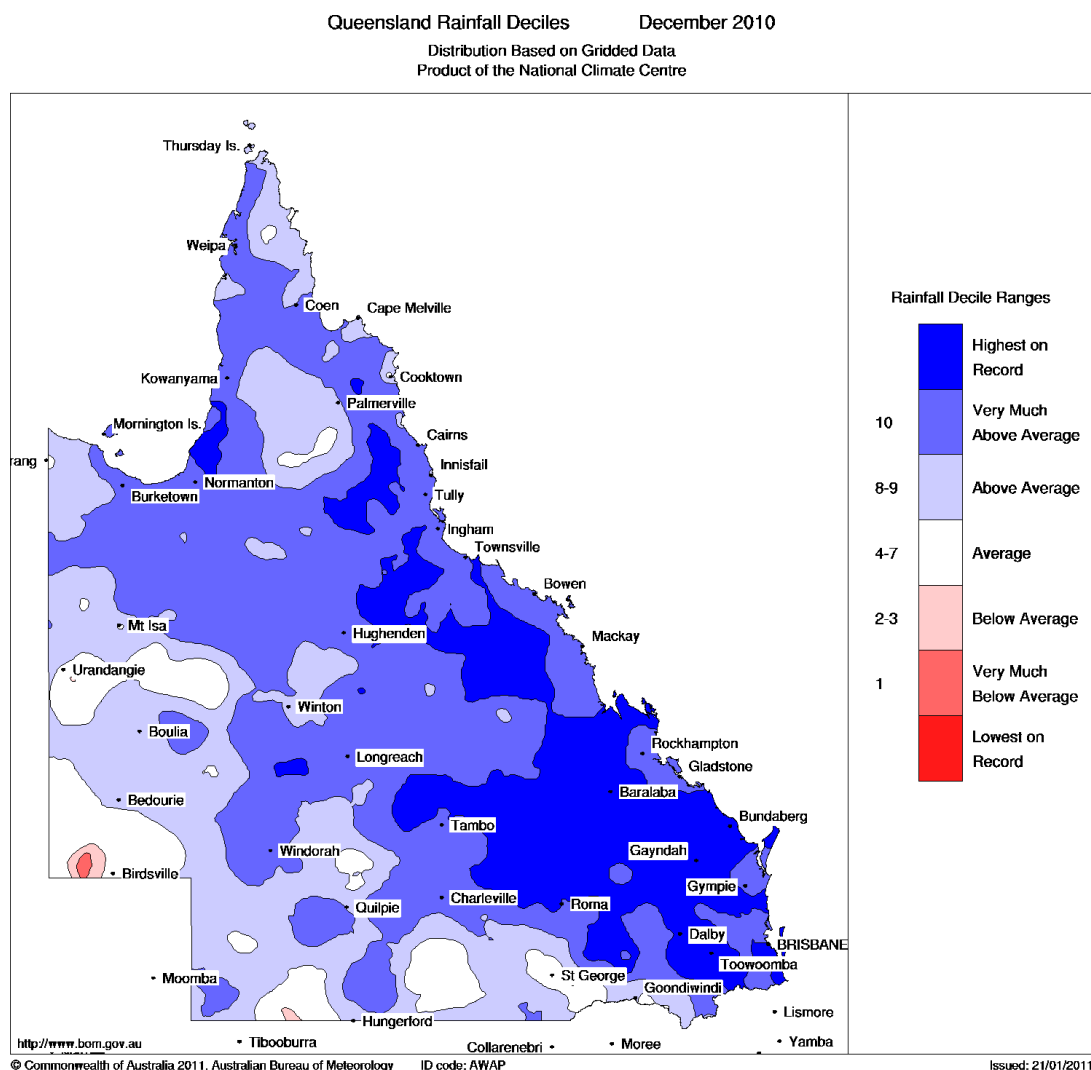 Queensland Rainfall Deciles December 2010
Distribution Based on Gridded Data
Product of the National Climate Centre
Thursday Is.
Weipa
Coen
Cape Melville
Kowanyama
Cooktown
Palmerville
Mornington Is.
Cairns
rang
Innisfail
Normanton
Burketown
Tully
Ingham
Townsville
Bowen
Mt Isa
Hughenden
Mackay
Urandangie
Winton
Boulia
Longreach
Rockhampton
Gladstone
Bedourie
Baralaba
Tambo
Bundaberg
Windorah
Gayndah
Birdsville
Gympie
Charleville
Quilpie
Roma
Dalby
BRISBANE
Toowoomba
Moomba
St George
Goondiwindi
Lismore
Hungerford
Tibooburra
Collarenebri
Moree
Yamba
Rainfall Decile Ranges
Highest on
Record
10
Very Much
Above Average
8-9
Above Average
4-7
Average
2-3
Below Average
1
Very Much
Below Average
Lowest on
Record
http://www.bom.gov.au
© Commonwealth of Australia 2011, Australian Bureau of Meteorology ID code: AWAP Issued: 21/01/2011